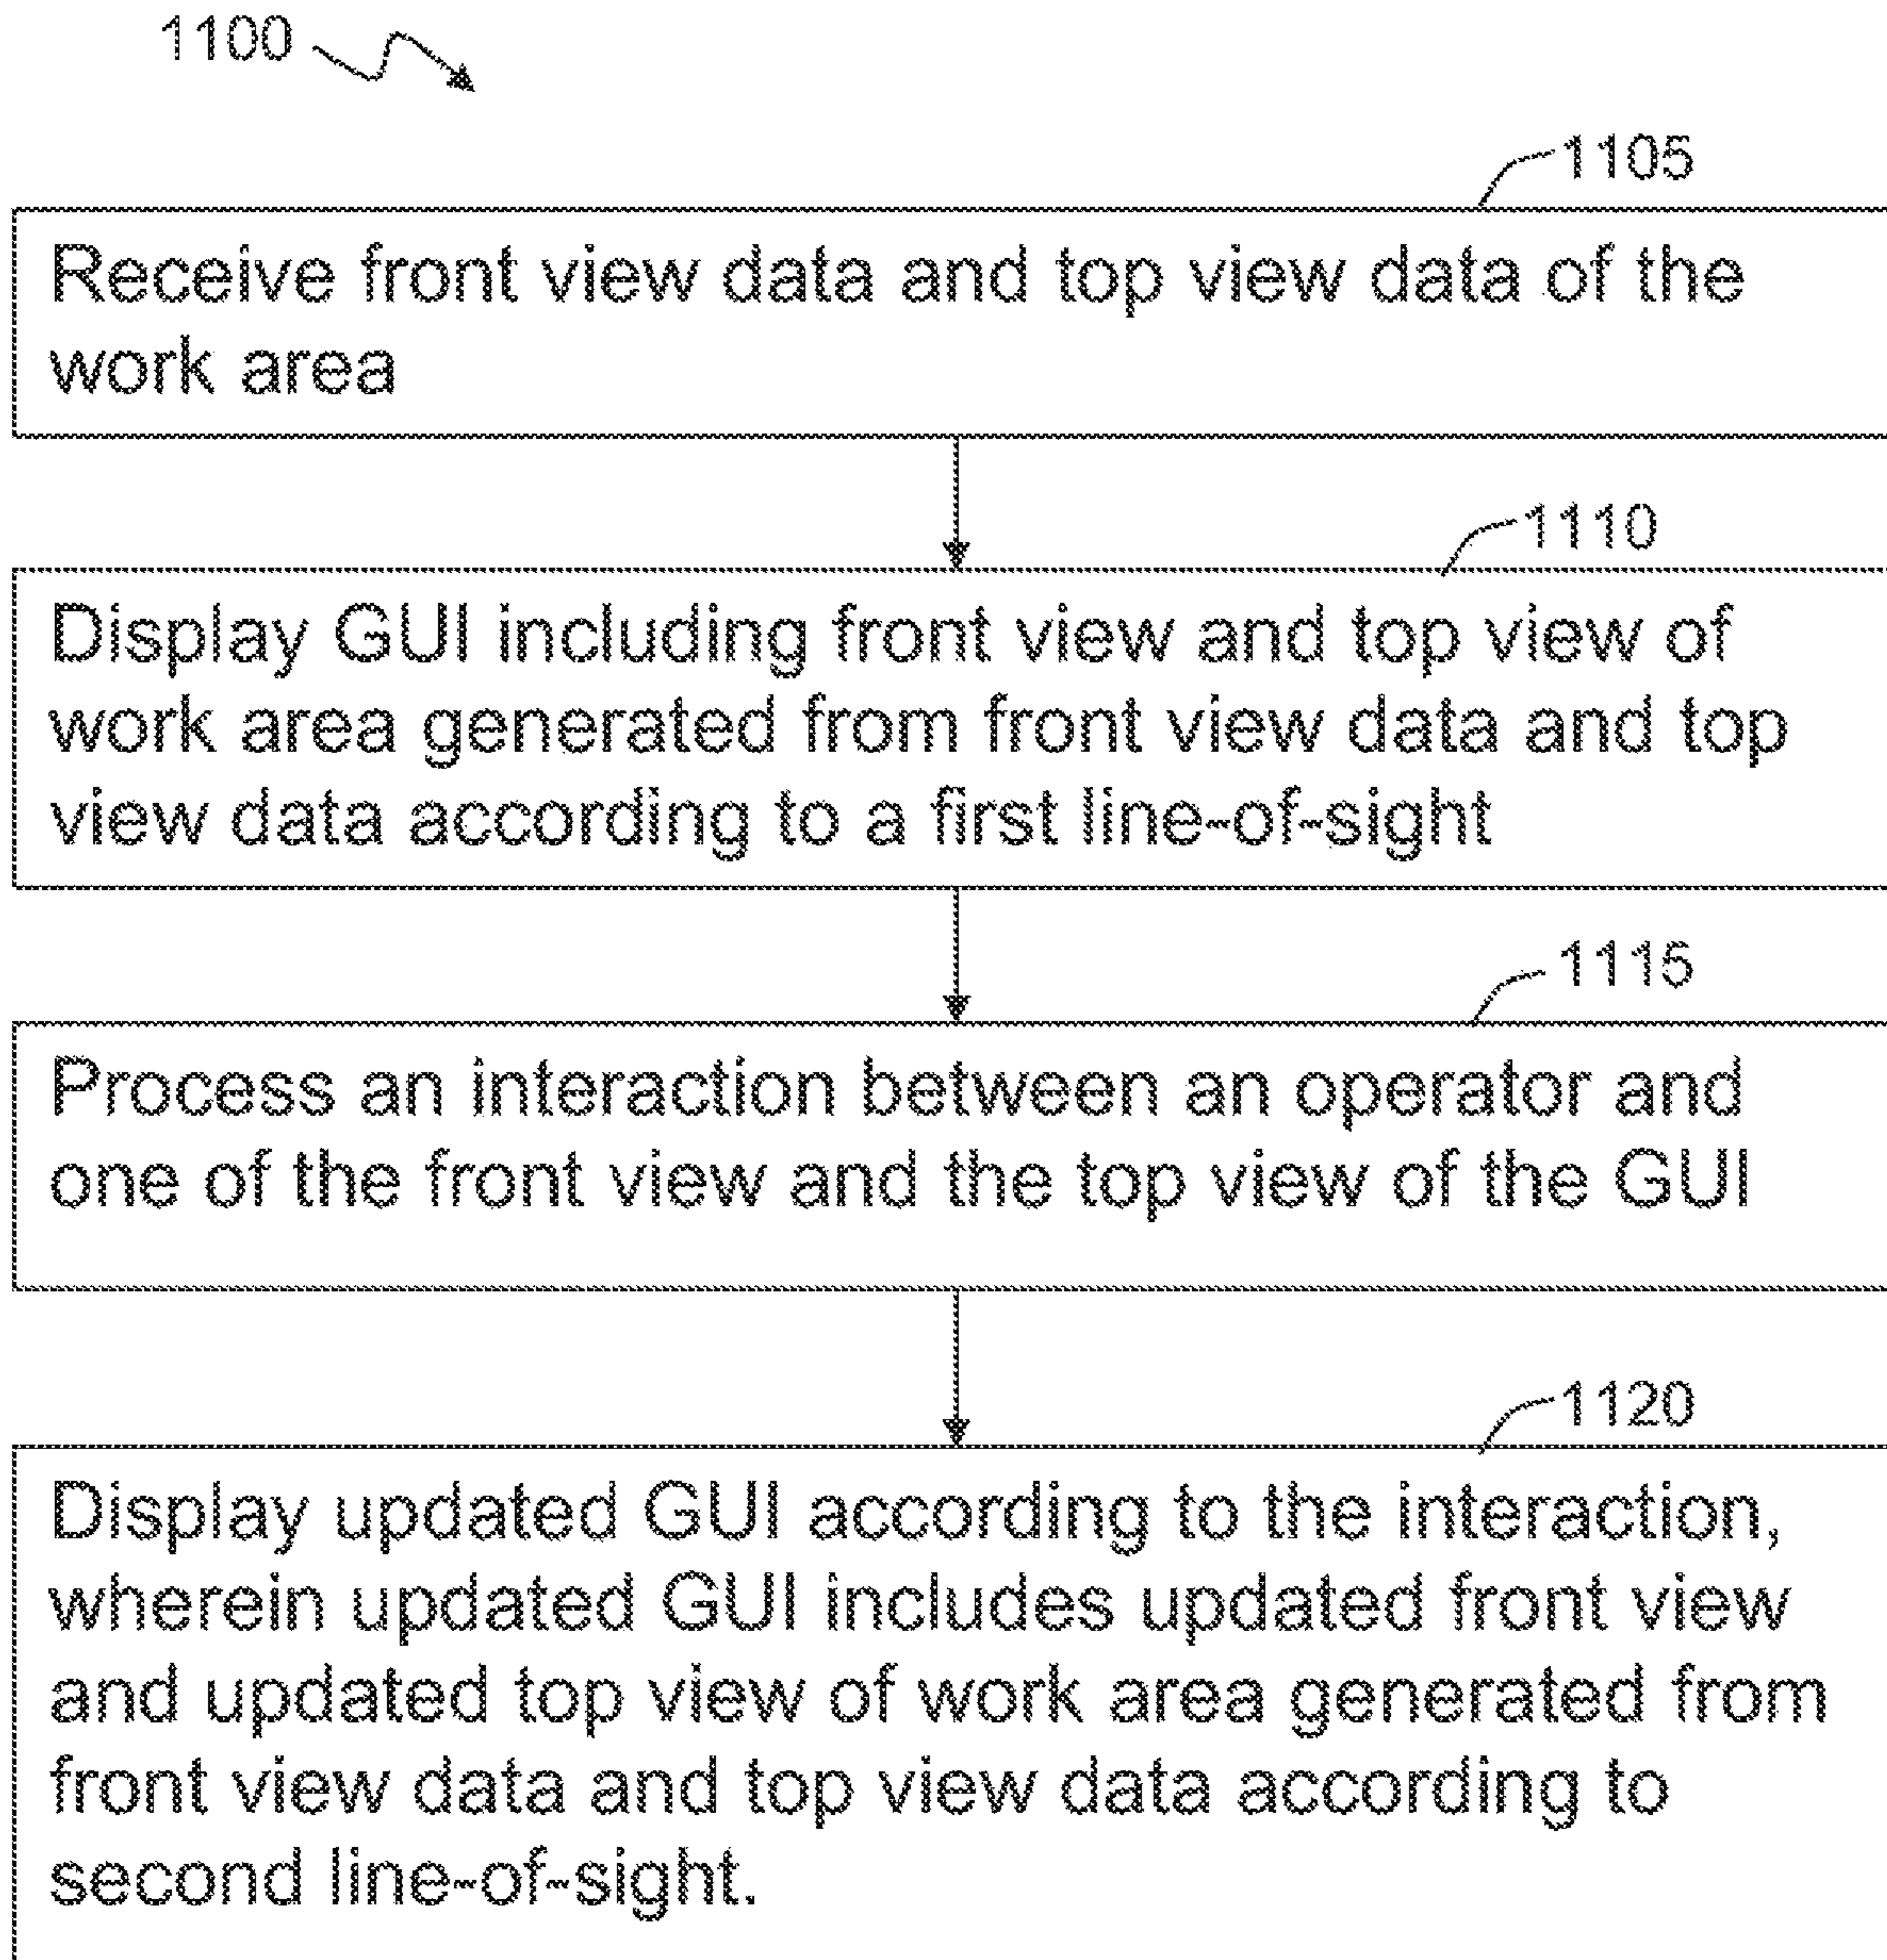 1100
1105
Receive front view data and top view data of the
work area
1110
Display GUI including front view and top view of
work area generated from front view data and top
view data according to a first line-of-sight
1115
Process an interaction between an operator and
one of the front view and the top view of the GUI
1120
Display updated GUI according to the interaction,
wherein updated GUI includes updated front view
and updated top view of work area generated from
front view data and top view data according to
second line-of-sight.